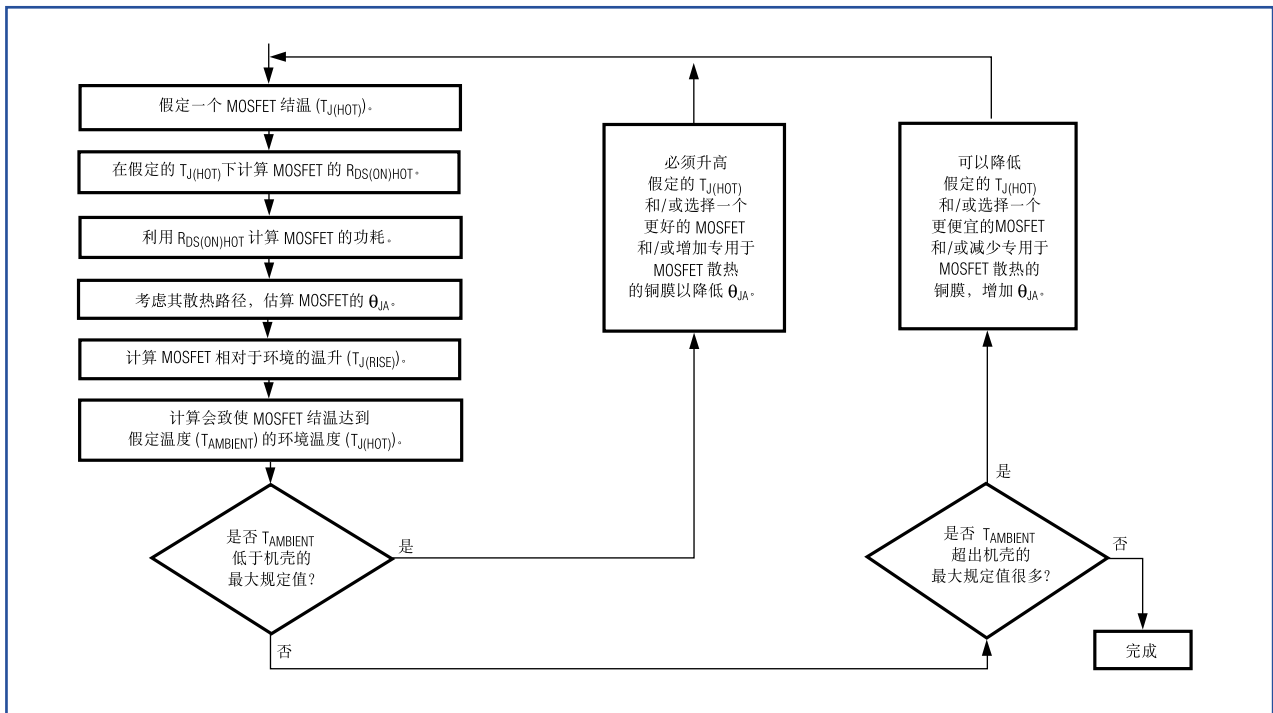 假定一个 MOSFET 结温 (TJ(HOT))。
在假定的 TJ(HOT)下计算 MOSFET 的 RDS(ON)HOT。
利用 RDS(ON)HOT 计算 MOSFET 的功耗。
考虑其散热路径，估算 MOSFET的 θJA。
计算 MOSFET 相对于环境的温升 (TJ(RISE))。
计算会致使 MOSFET 结温达到
假定温度 (TAMBIENT) 的环境温度 (TJ(HOT))。
是否 TAMBIENT
低于机壳的
最大规定值?
是
否
必须升高
假定的 TJ(HOT)
和/或选择一个
更好的 MOSFET
和/或增加专用于
MOSFET 散热
的铜膜以降低 θJA。
可以降低
假定的 TJ(HOT)
和/或选择一个
更便宜的MOSFET
和/或减少专用于
MOSFET 散热的
铜膜，增加 θJA。
是
是否 TAMBIENT
超出机壳的
最大规定值很多?
否
完成